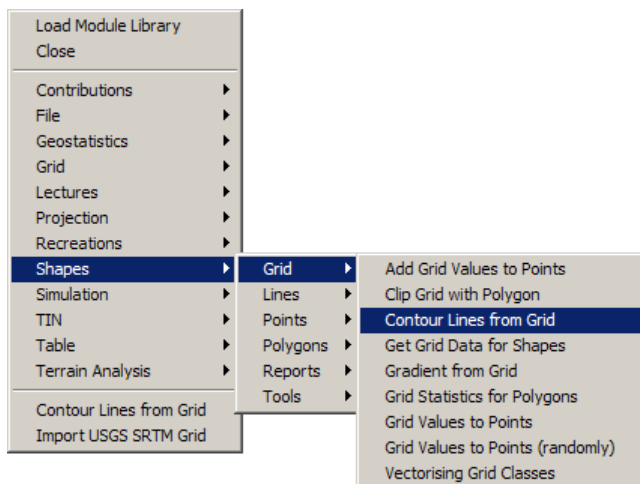 Load Module Library
Close
Contributions
File
Geostatistics
Grid
Lectures
Projection
Recreations
Shapes
Simulation
TIN
Table
Terrain Analysis
Contour Lines from Grid
Import USGS SRTM Grid
Grid
Lines
Points
Polygons
Reports
Tools
Add Grid Values to Points
Clip Grid with Polygon
Contour Lines from Grid
Get Grid Data for Shapes
Gradient from Grid
Grid Statistics for Polygons
Grid Values to Points
Grid Values to Points (randomly)
Vectorising Grid Classes